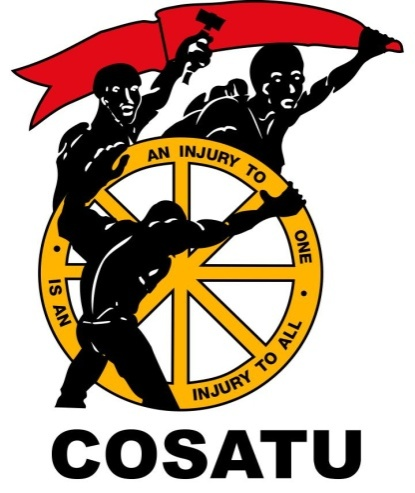 AN INJURY TO ONE • IS AN INJURY TO ALL •
COSATU